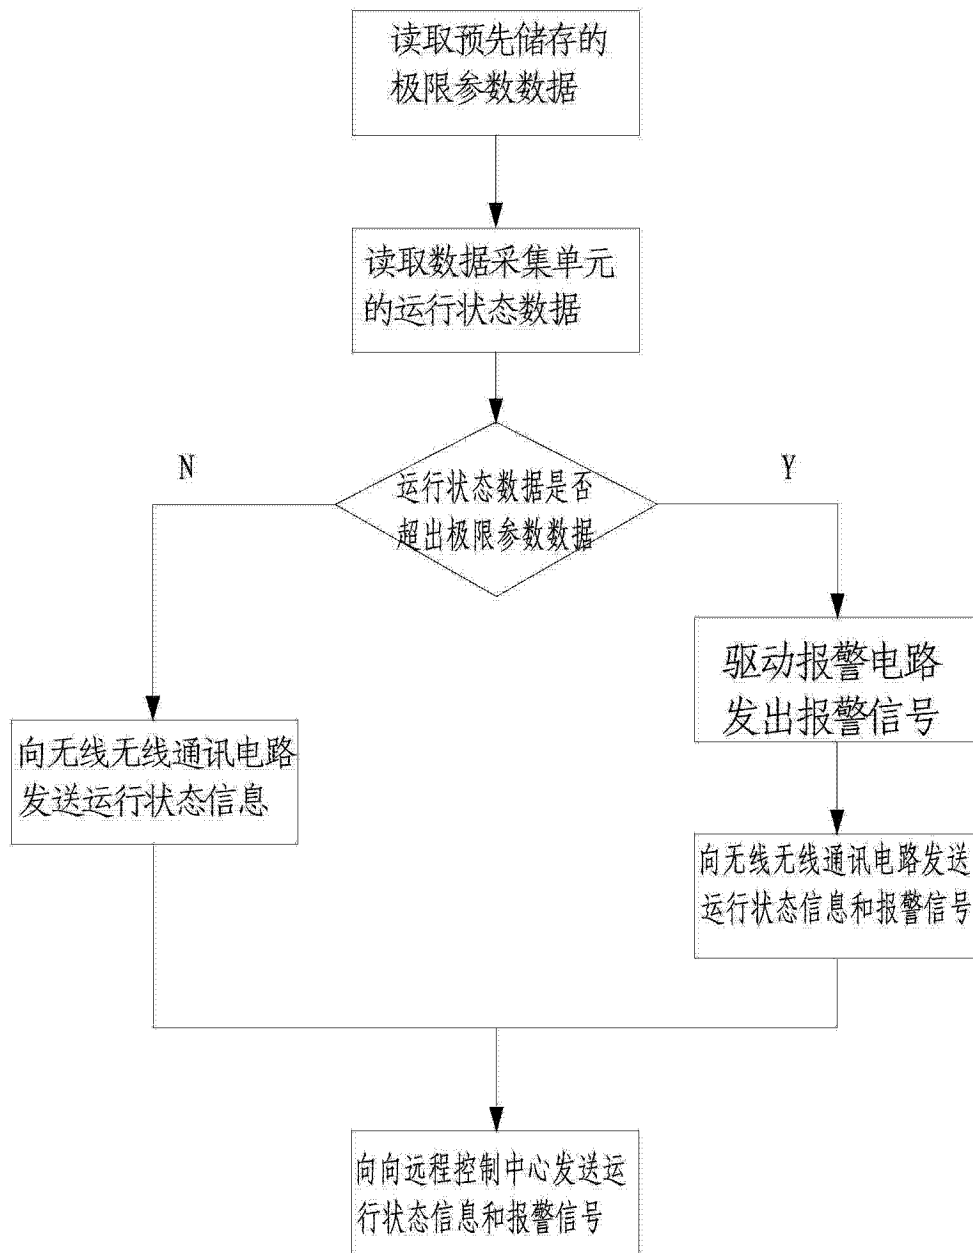 读取预先储存的
极限参数数据
读取数据采集单元
的运行状态数据
N
Y
运行状态数据是否
超出极限参数数据
驱动报警电路
发出报警信号
向无线无线通讯电路
发送运行状态信息
向无线无线通讯电路发送
运行状态信息和报警信号
向向远程控制中心发送运
行状态信息和报警信号